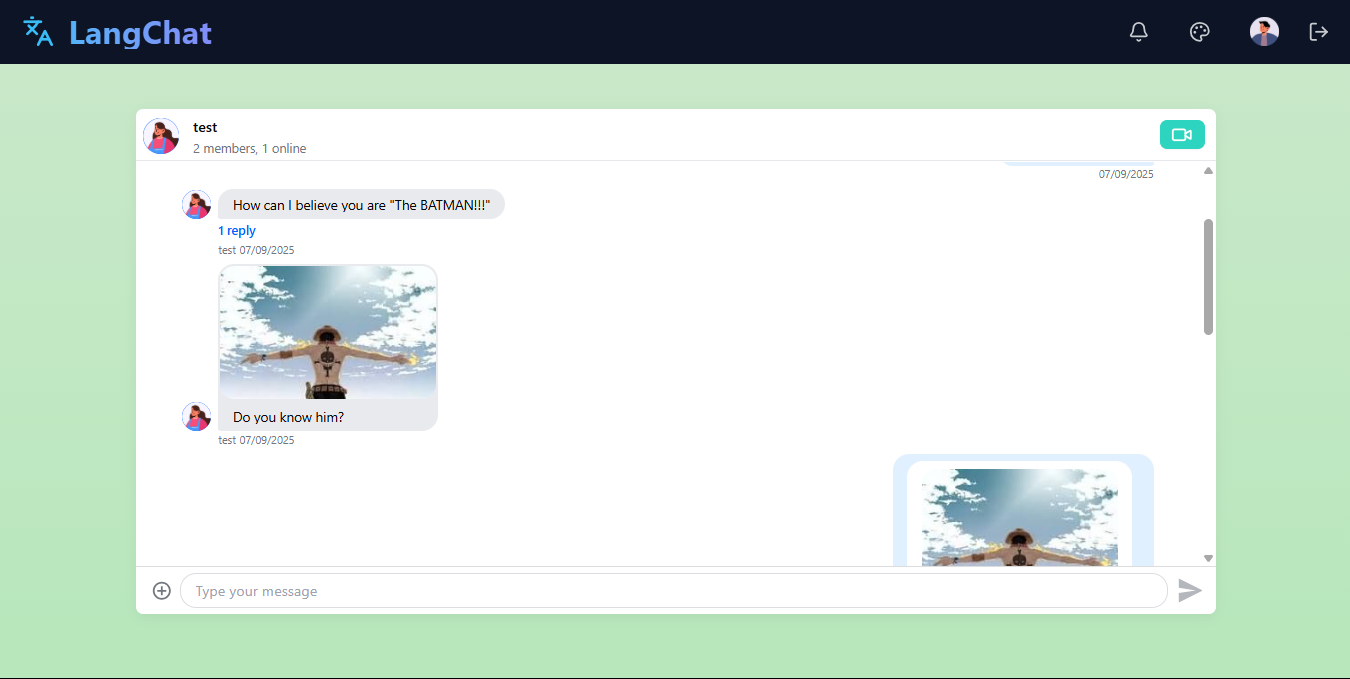 LangChat
test
2 members, 1 online
07/09/2025
How can I believe you are "The BATMAN!!!"
1 reply
test 07/09/2025
Do you know him?
test 07/09/2025
Type your message